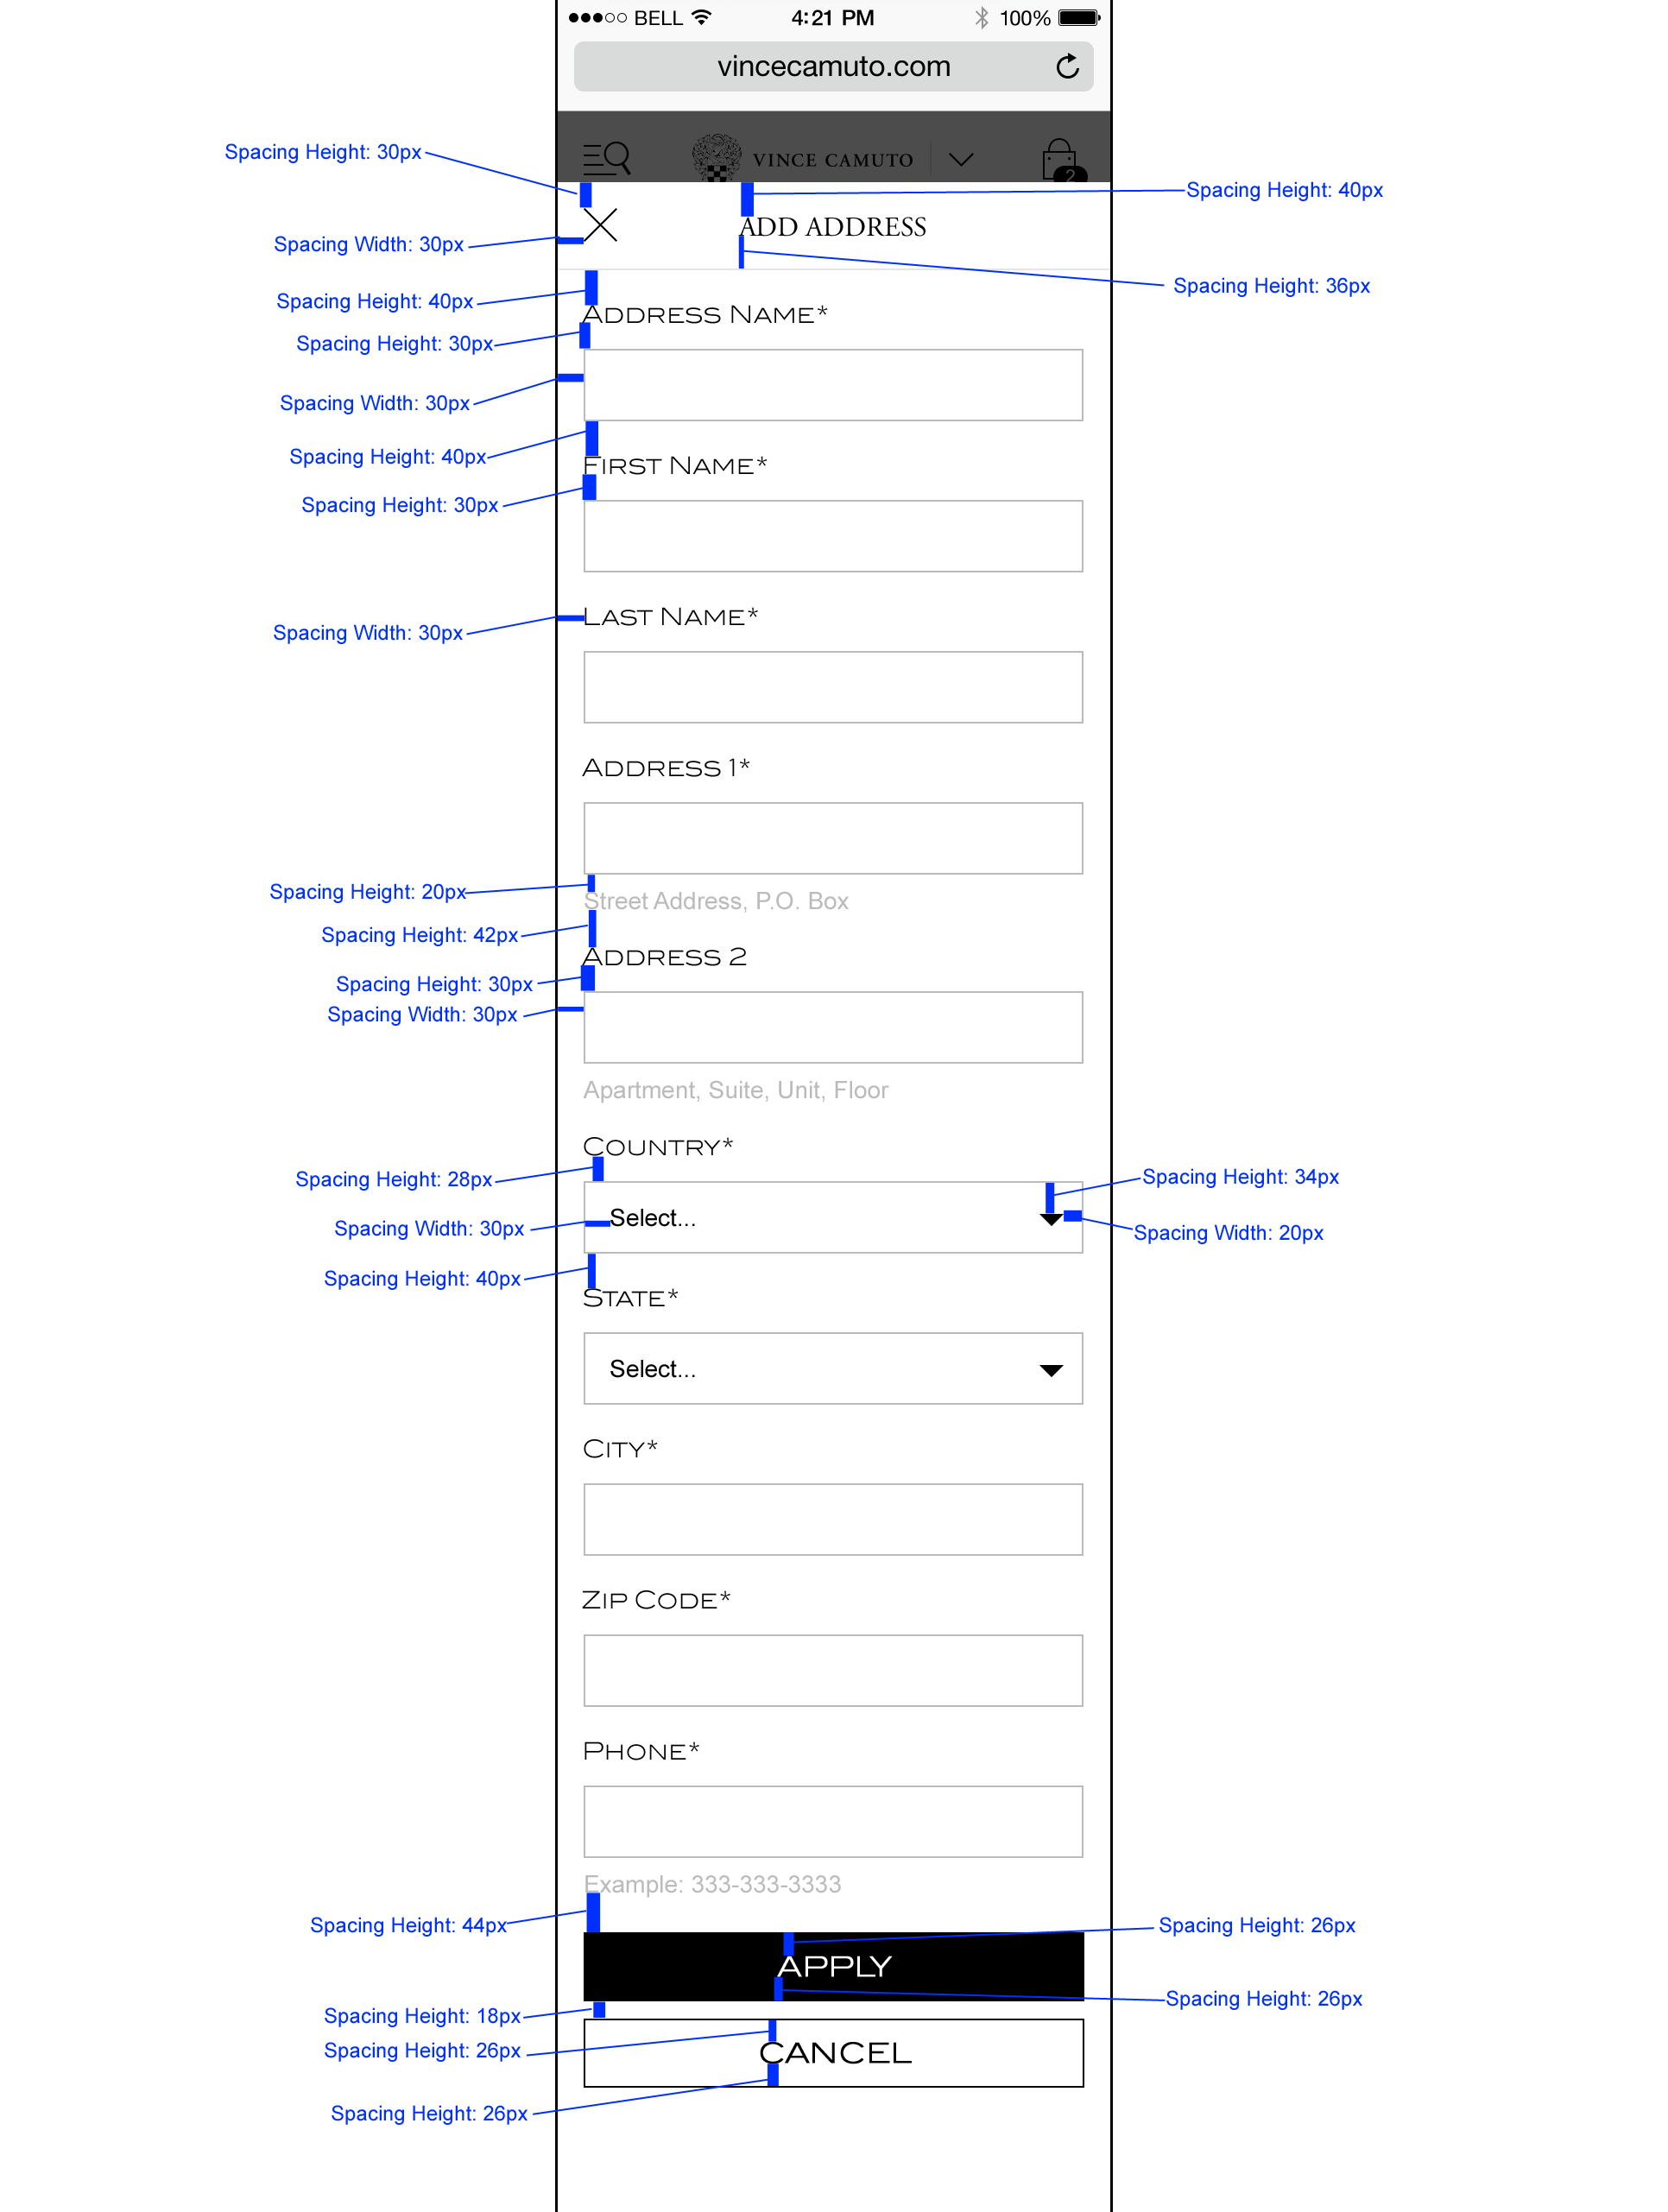 BELL 4:21 PM 100%
vincecamuto.com
Spacing Height: 30px
VINCE CAMUTO
2
Spacing Height: 40px
ADD ADDRESS
Spacing Width: 30px
Spacing Height: 36px
Spacing Height: 40px
ADDRESS NAME*
Spacing Height: 30px
Spacing Width: 30px
Spacing Height: 40px
FIRST NAME*
Spacing Height: 30px
LAST NAME*
Spacing Width: 30px
ADDRESS 1*
Spacing Height: 20px
Street Address, P.O. Box
Spacing Height: 42px
ADDRESS 2
Spacing Height: 30px
Spacing Width: 30px
Apartment, Suite, Unit, Floor
COUNTRY*
Spacing Height: 28px
Spacing Height: 34px
Select...
Spacing Width: 30px
Spacing Width: 20px
Spacing Height: 40px
STATE*
Select...
CITY*
ZIP CODE*
PHONE*
Example: 333-333-3333
Spacing Height: 44px
Spacing Height: 26px
APPLY
Spacing Height: 26px
Spacing Height: 18px
Spacing Height: 26px
CANCEL
Spacing Height: 26px